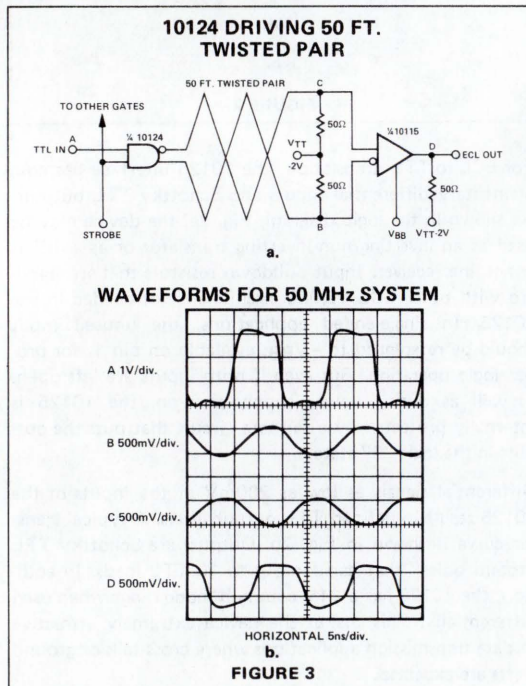 10124 DRIVING 50 FT.
TWISTED PAIR
50 FT. TWISTED PAIR
TO OTHER GATES
A
TTL IN
¼ 10124
STROBE
C
50Ω
VTT
-2V
50Ω
B
¼10115
D
ECL OUT
50Ω
VBB
VTT-2V
a.
WAVEFORMS FOR 50 MHz SYSTEM
A 1V/div.
B 500mV/div.
C 500mV/div.
D 500mV/div.
HORIZONTAL 5ns/div.
b.
FIGURE 3